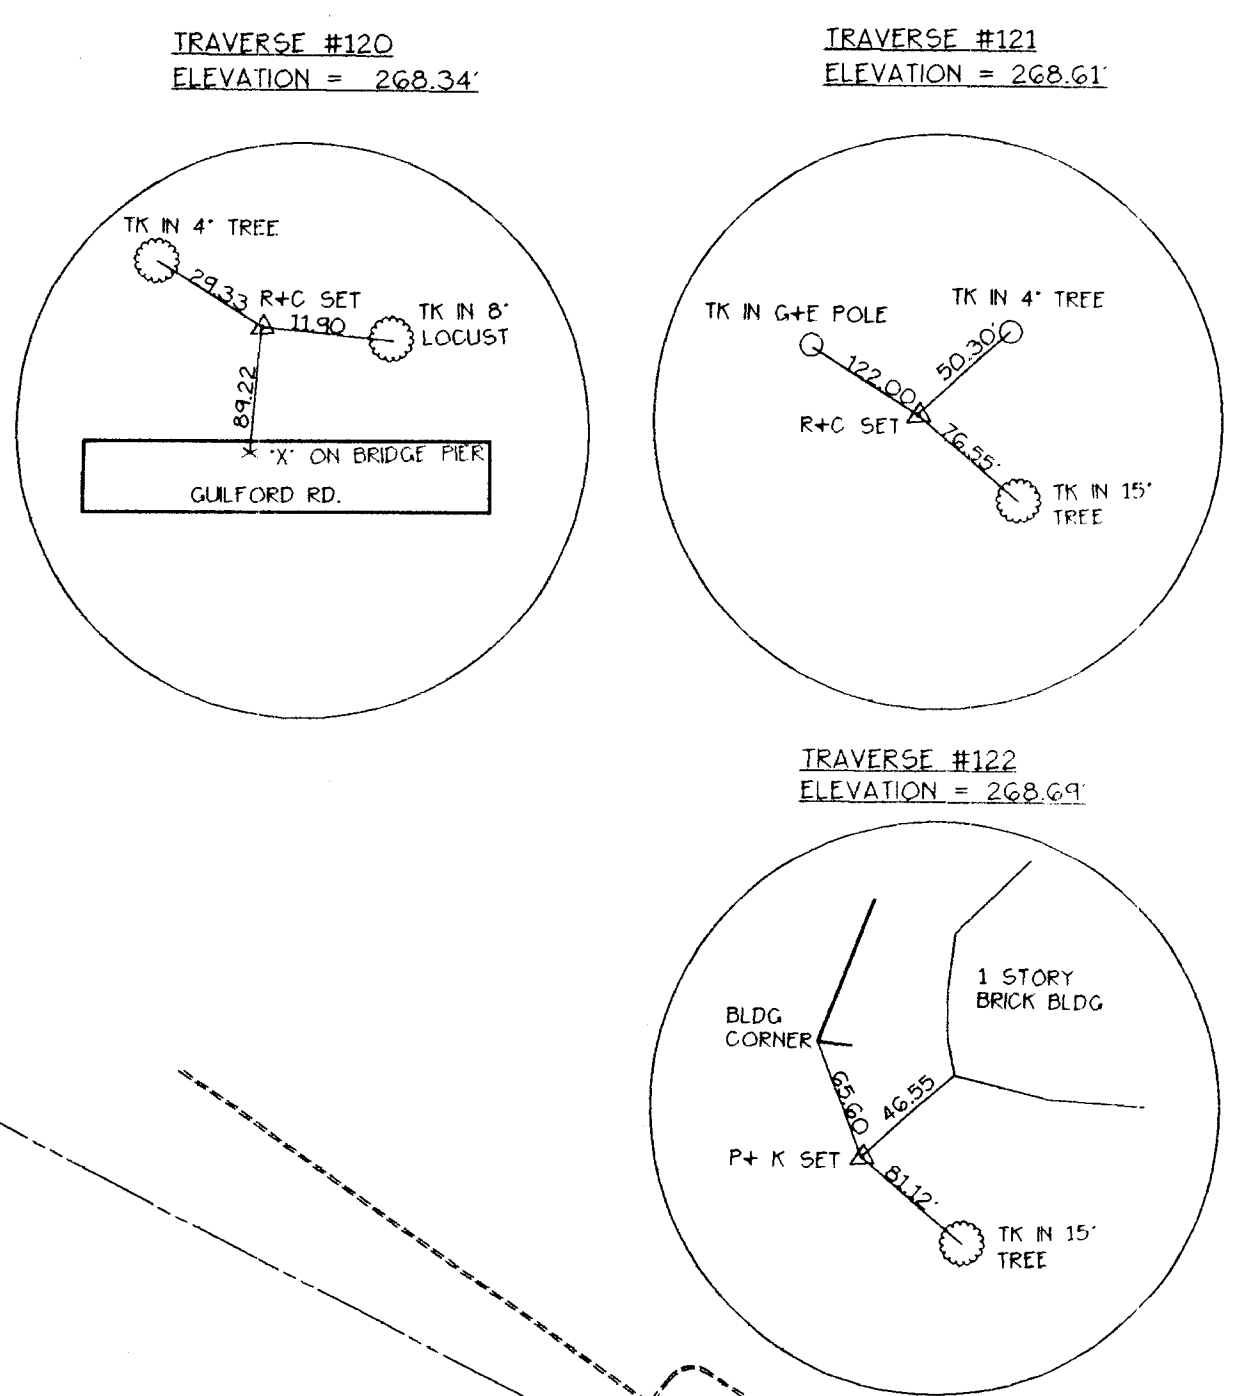 TRAVERSE #120
ELEVATION = 268.34'
TK IN 4" TREE
29.33
R+C SET
11.90
TK IN 8"
LOCUST
89.22
"X" ON BRIDGE PIER
GUILFORD RD.
TRAVERSE #121
ELEVATION = 268.61'
TK IN G+E POLE
TK IN 4" TREE
122.00'
50.30'
R+C SET
76.55'
TK IN 15"
TREE
TRAVERSE #122
ELEVATION = 268.69'
1 STORY
BRICK BLDG
BLDG
CORNER
65.60
46.55
P+ K SET
81.12'
TK IN 15"
TREE